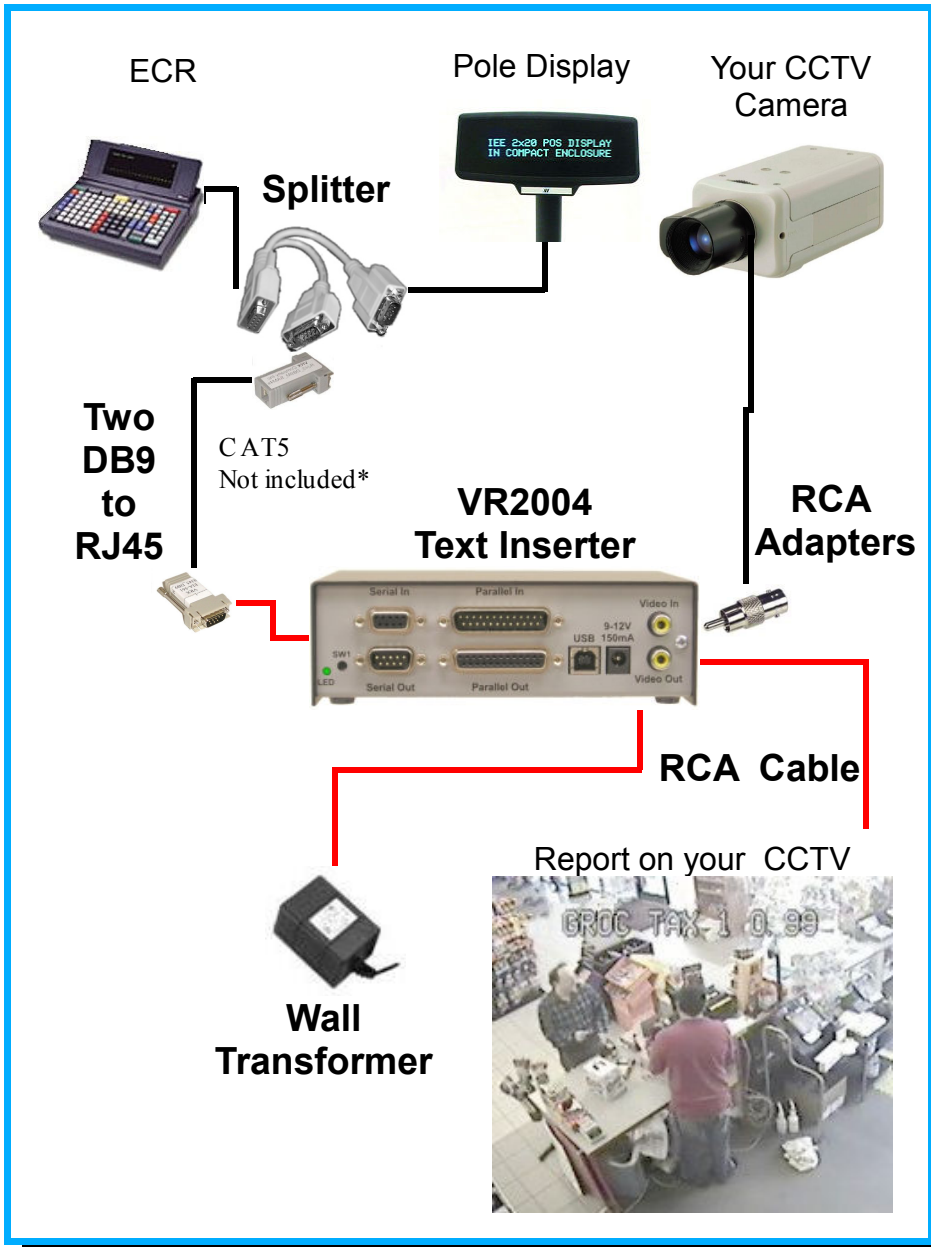 ECR
Pole Display
Your CCTV
Camera
IEE 2x20 POS DISPLAY
IN COMPACT ENCLOSURE
Splitter
Two
DB9
to
RJ45
CAT5
Not included*
VR2004
Text Inserter
RCA
Adapters
Serial In
Parallel In
Video In
9-12V
USB 150mA
SW1
LED
Serial Out
Parallel Out
Video Out
RCA Cable
Report on your CCTV
GROC TAX-1 0.99
Wall
Transformer